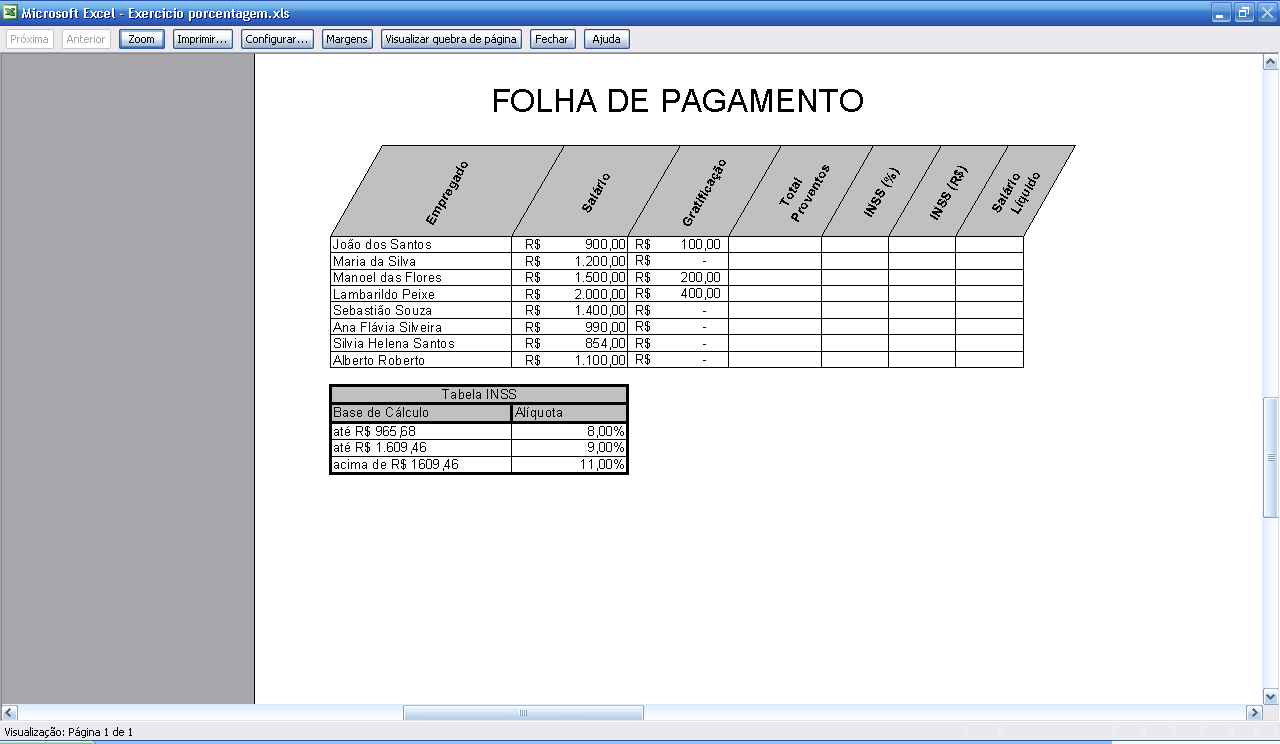 Microsoft Excel - Exercicio porcentagem.xls
Próxima Anterior Zoom Imprimir... Configurar... Margens Visualizar quebra de página Fechar Ajuda
FOLHA DE PAGAMENTO
Empregado Salário Gratificação Total Proventos INSS (%) INSS (R$) Salário Líquido
João dos Santos R$ 900,00 R$ 100,00
Maria da Silva R$ 1.200,00 R$ -
Manoel das Flores R$ 1.500,00 R$ 200,00
Lambarildo Peixe R$ 2.000,00 R$ 400,00
Sebastião Souza R$ 1.400,00 R$ -
Ana Flávia Silveira R$ 990,00 R$ -
Silvia Helena Santos R$ 854,00 R$ -
Alberto Roberto R$ 1.100,00 R$ -
Tabela INSS
Base de Cálculo Alíquota
até R$ 965,68 8,00%
até R$ 1.609,46 9,00%
acima de R$ 1609,46 11,00%
Visualização: Página 1 de 1